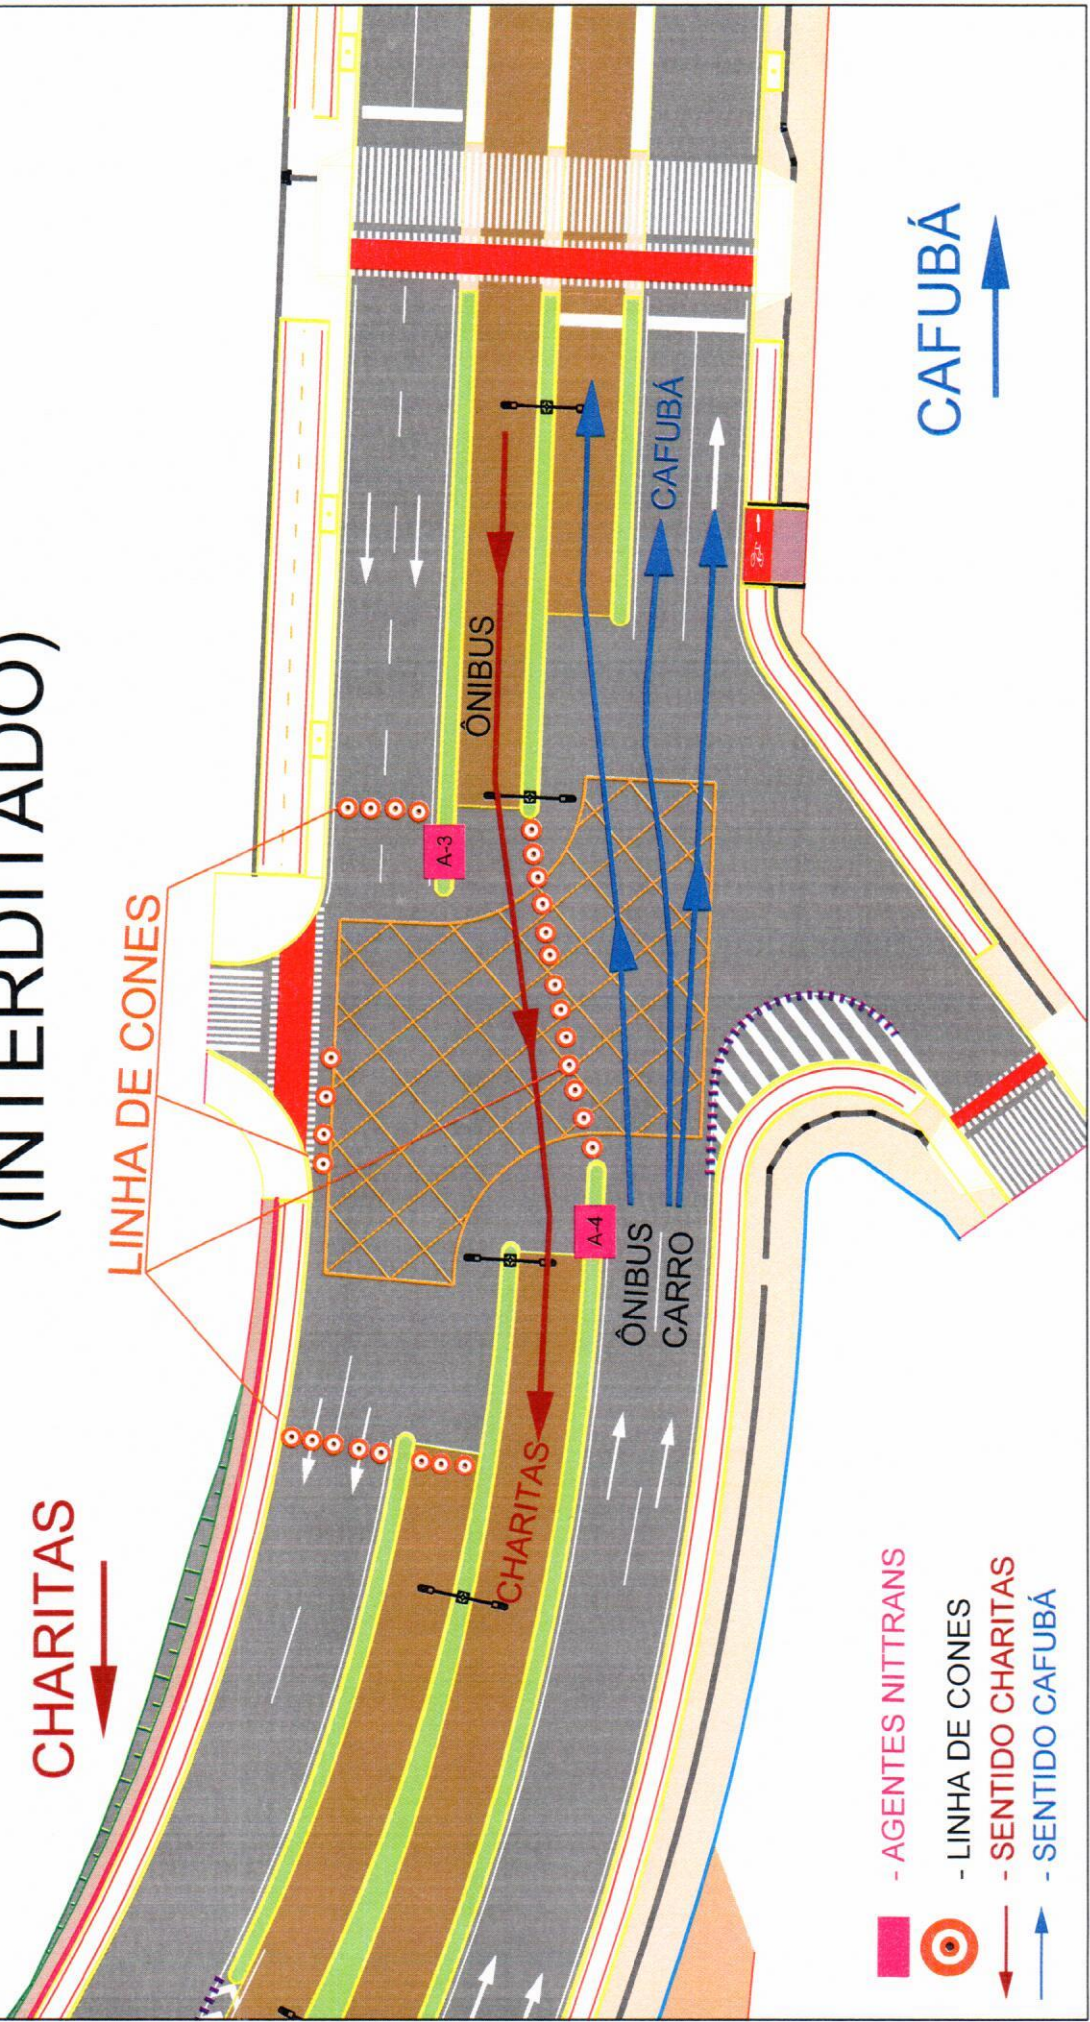 (INTERDITADO)
CHARITAS
LINHA DE CONES
A-3
ÔNIBUS
CAFUBÁ
CAFUBÁ
CHARITAS
A-4
ÔNIBUS
CARRO
- AGENTES NITTRANS
- LINHA DE CONES
- SENTIDO CHARITAS
- SENTIDO CAFUBÁ